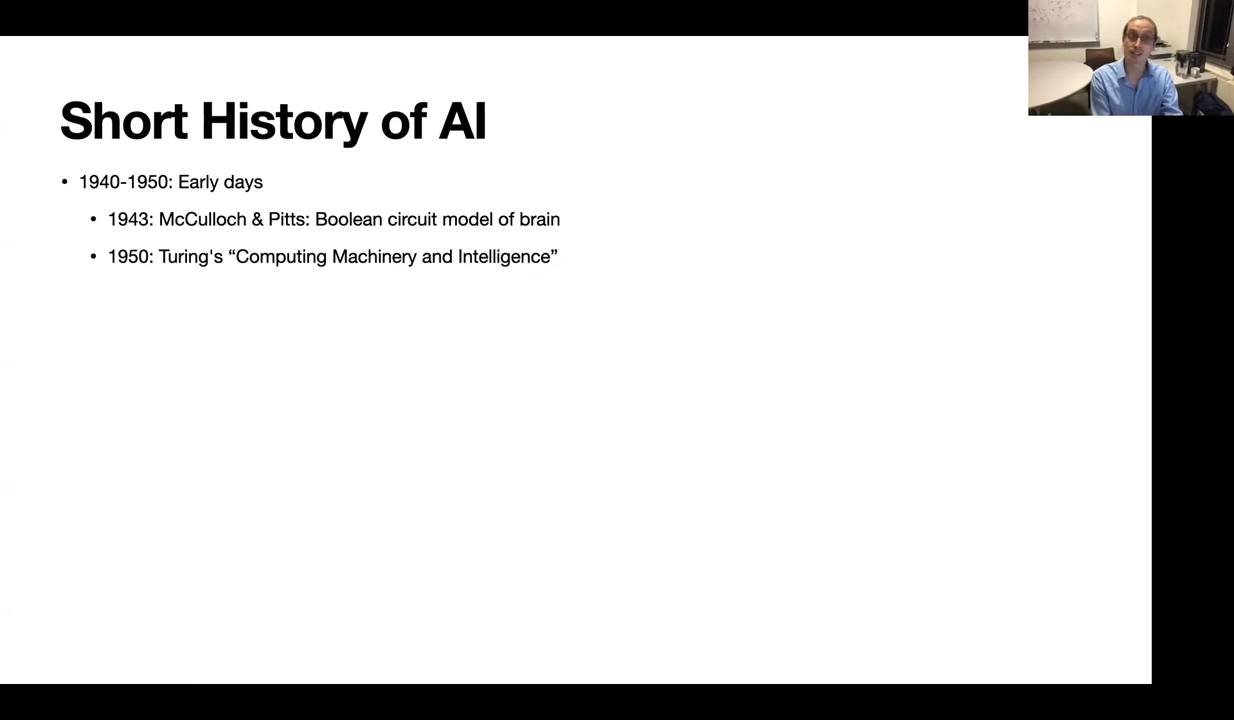 Short History of AI
• 1940-1950: Early days
• 1943: McCulloch & Pitts: Boolean circuit model of brain
• 1950: Turing's “Computing Machinery and Intelligence”